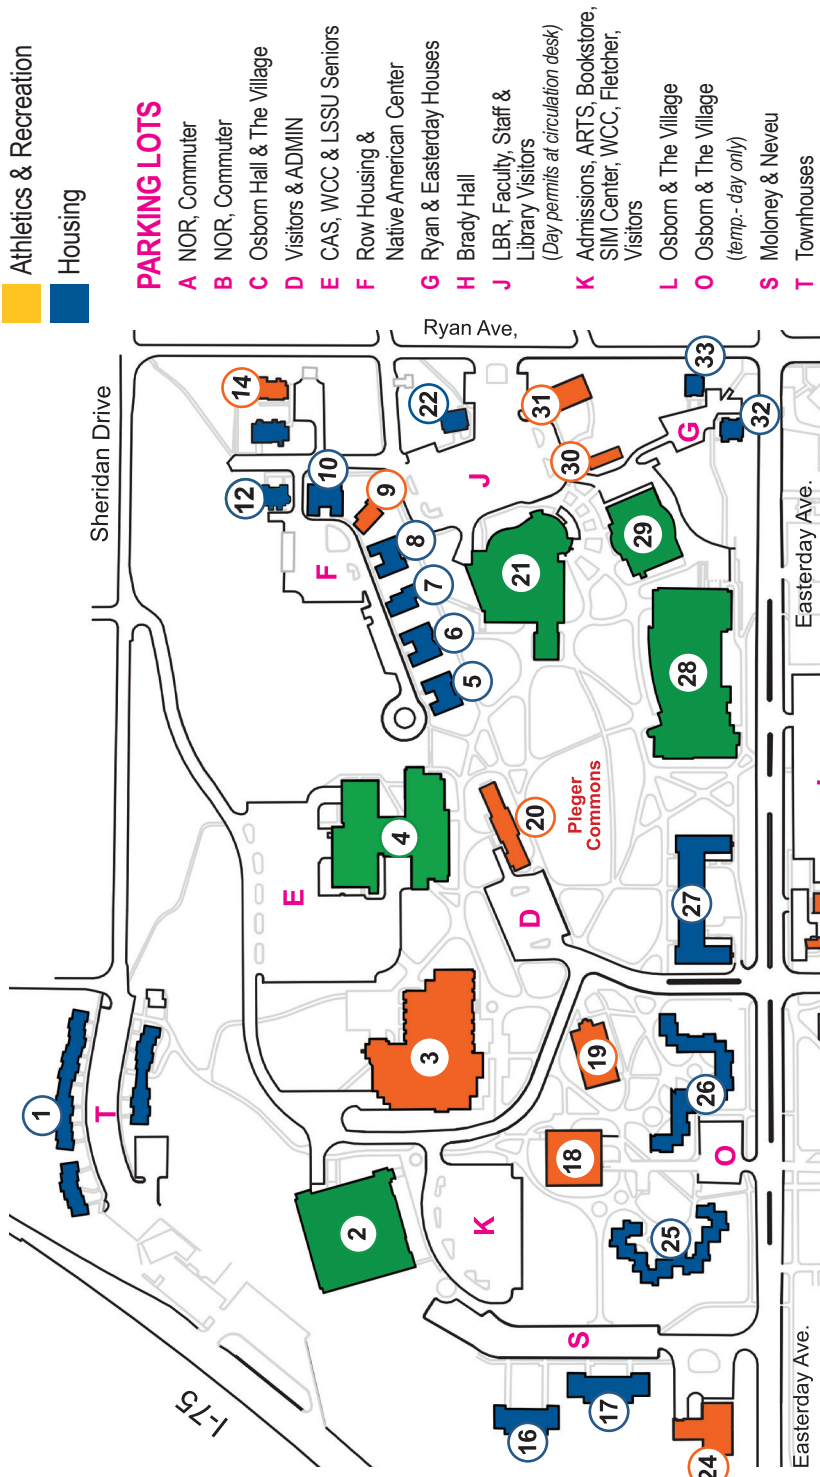 Athletics & Recreation
Housing
PARKING LOTS
A NOR, Commuter
B NOR, Commuter
C Osborn Hall & The Village
D Visitors & ADMIN
E CAS, WCC & LSSU Seniors
F Row Housing &
Native American Center
G Ryan & Easterday Houses
H Brady Hall
J LBR, Faculty, Staff &
Library Visitors
(Day permits at circulation desk)
K Admissions, ARTS, Bookstore,
SIM Center, WCC, Fletcher,
Visitors
L Osborn & The Village
O Osborn & The Village
(temp.- day only)
S Moloney & Neveu
T Townhouses
Sheridan Drive
Ryan Ave,
Easterday Ave.
Easterday Ave.
I-75
Pleger
Commons
1
2
3
4
5
6
7
8
9
10
12
14
16
17
18
19
20
21
22
24
25
26
27
28
29
30
31
32
33
T
E
F
D
J
G
K
S
O